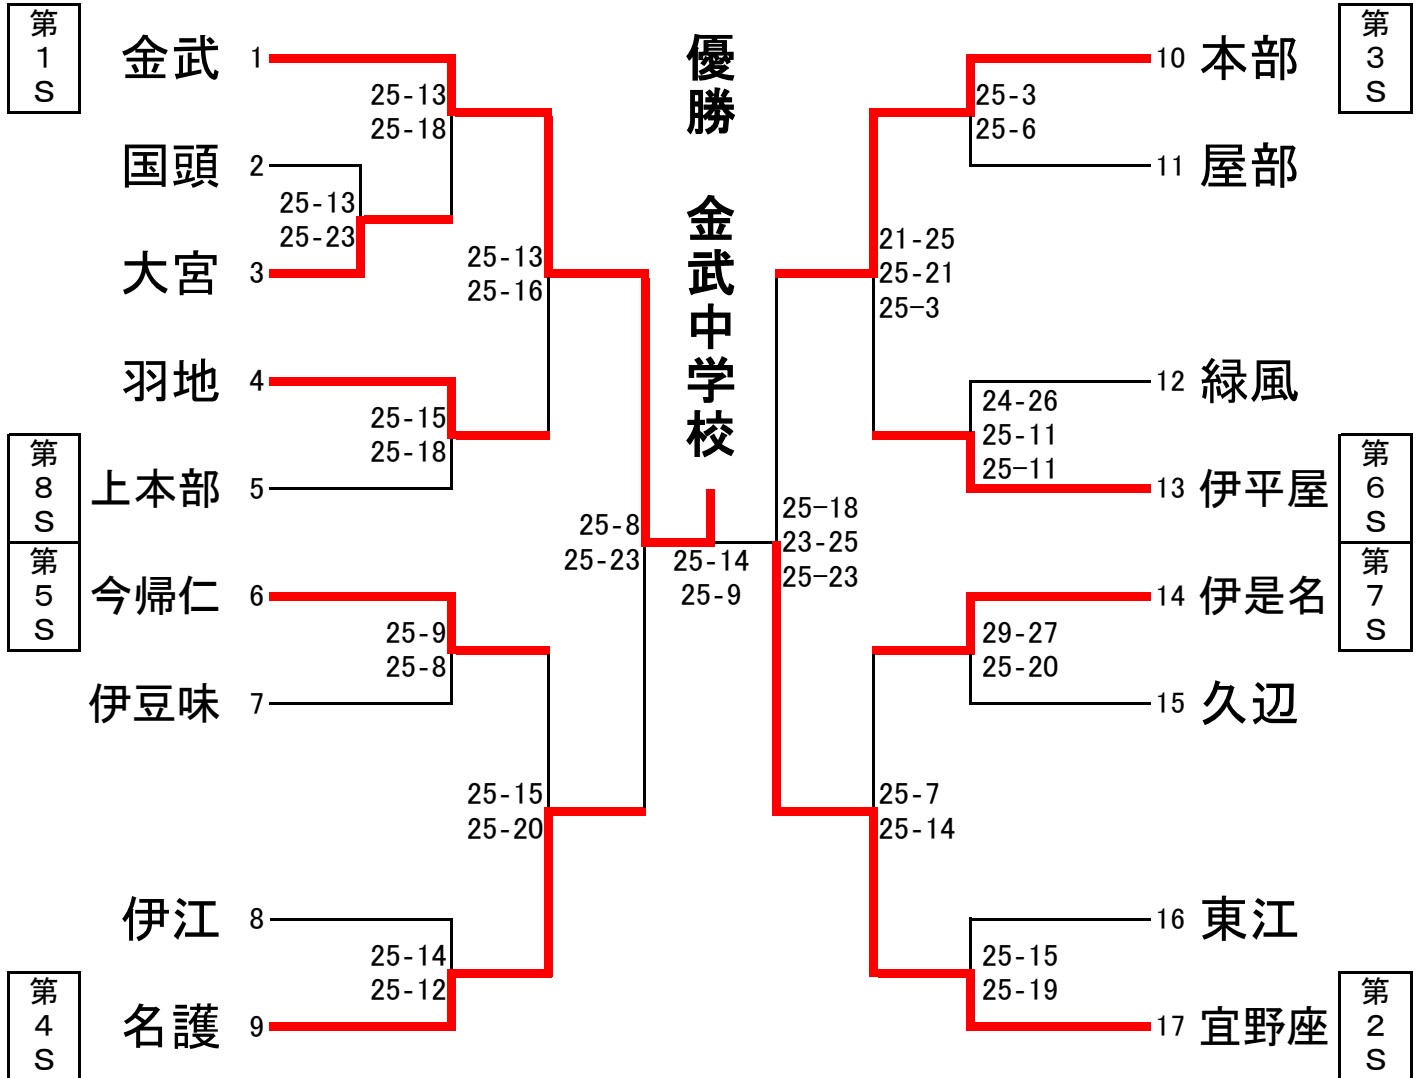 第1S
金武 1
25-13
25-18
国頭 2
25-13
25-23
大宮 3
25-13
25-16
羽地 4
25-15
25-18
第8S
上本部 5
25-8
25-23
第5S
今帰仁 6
25-9
25-8
伊豆味 7
25-15
25-20
伊江 8
25-14
25-12
第4S
名護 9
優勝 金武中学校
25-14
25-9
第3S
10 本部
25-3
25-6
11 屋部
21-25
25-21
25-3
12 緑風
24-26
25-11
25-11
第6S
13 伊平屋
25-18
23-25
25-23
第7S
14 伊是名
29-27
25-20
15 久辺
25-7
25-14
16 東江
25-15
25-19
第2S
17 宜野座